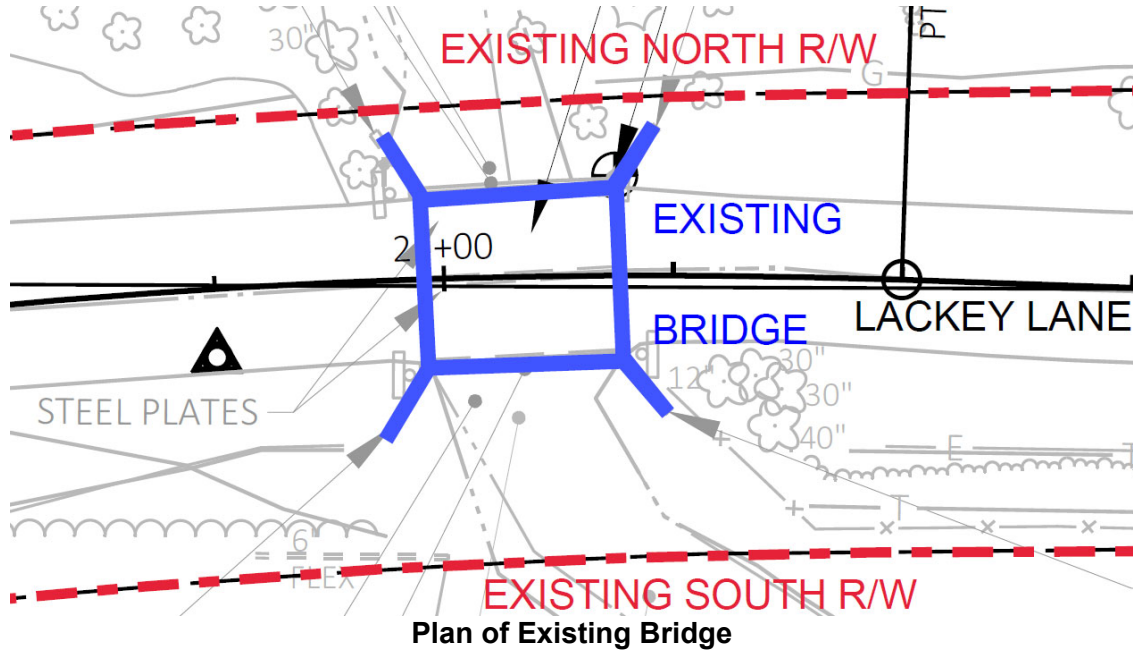 30"
EXISTING NORTH R/W
G
PT
EXISTING
2 +00
BRIDGE
LACKEY LANE
12"
30"
30"
40"
STEEL PLATES
E
T
T
6"
FLEX
EXISTING SOUTH R/W
Plan of Existing Bridge